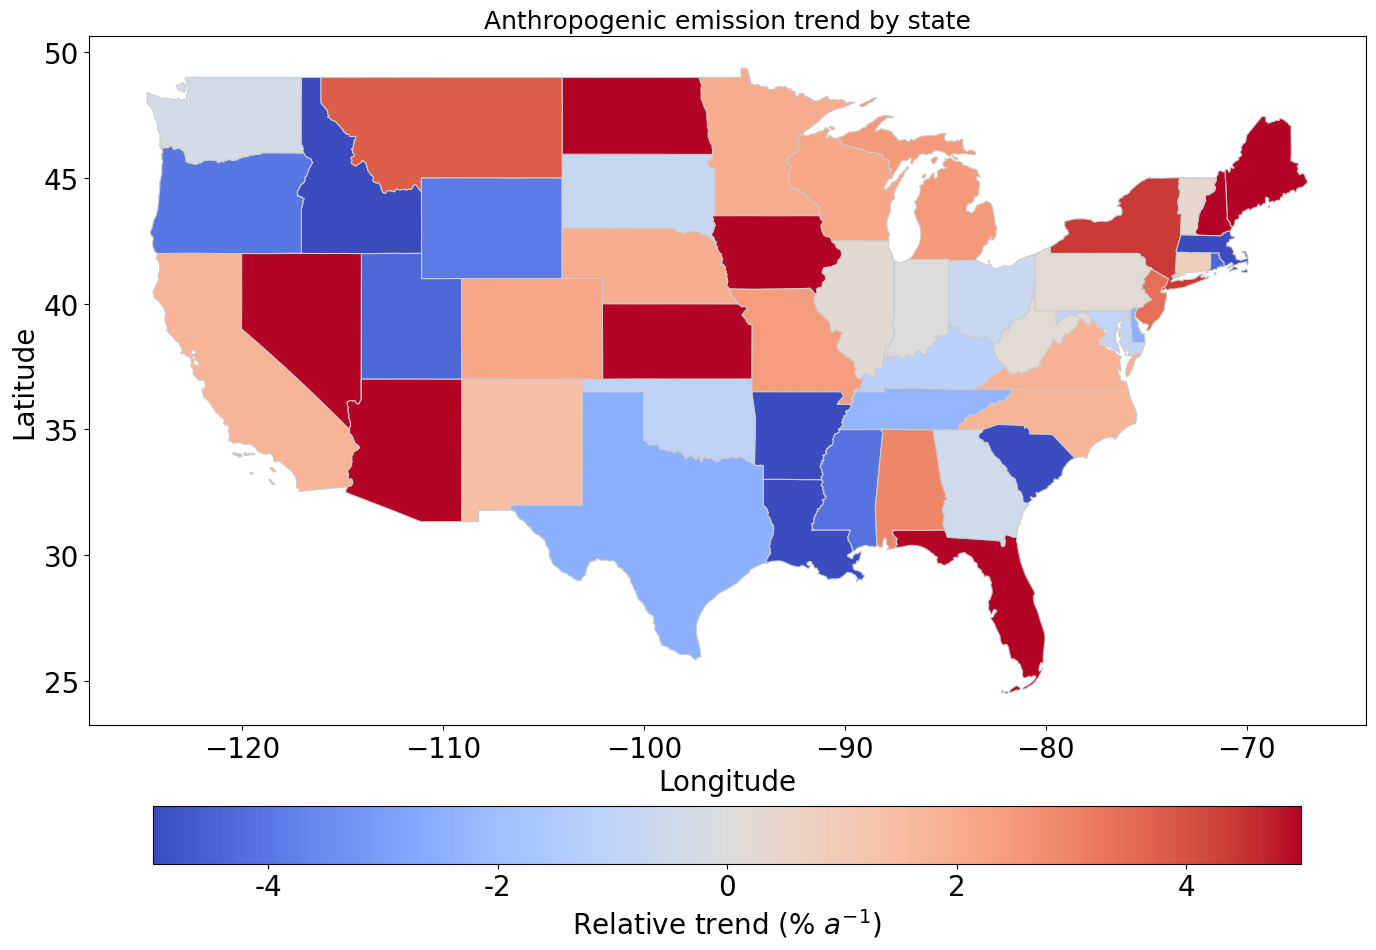 Anthropogenic emission trend by state
50
45
40
35
30
25
Latitude
−120 −110 −100 −90 −80 −70
Longitude
-4 -2 0 2 4
Relative trend (% a⁻¹)